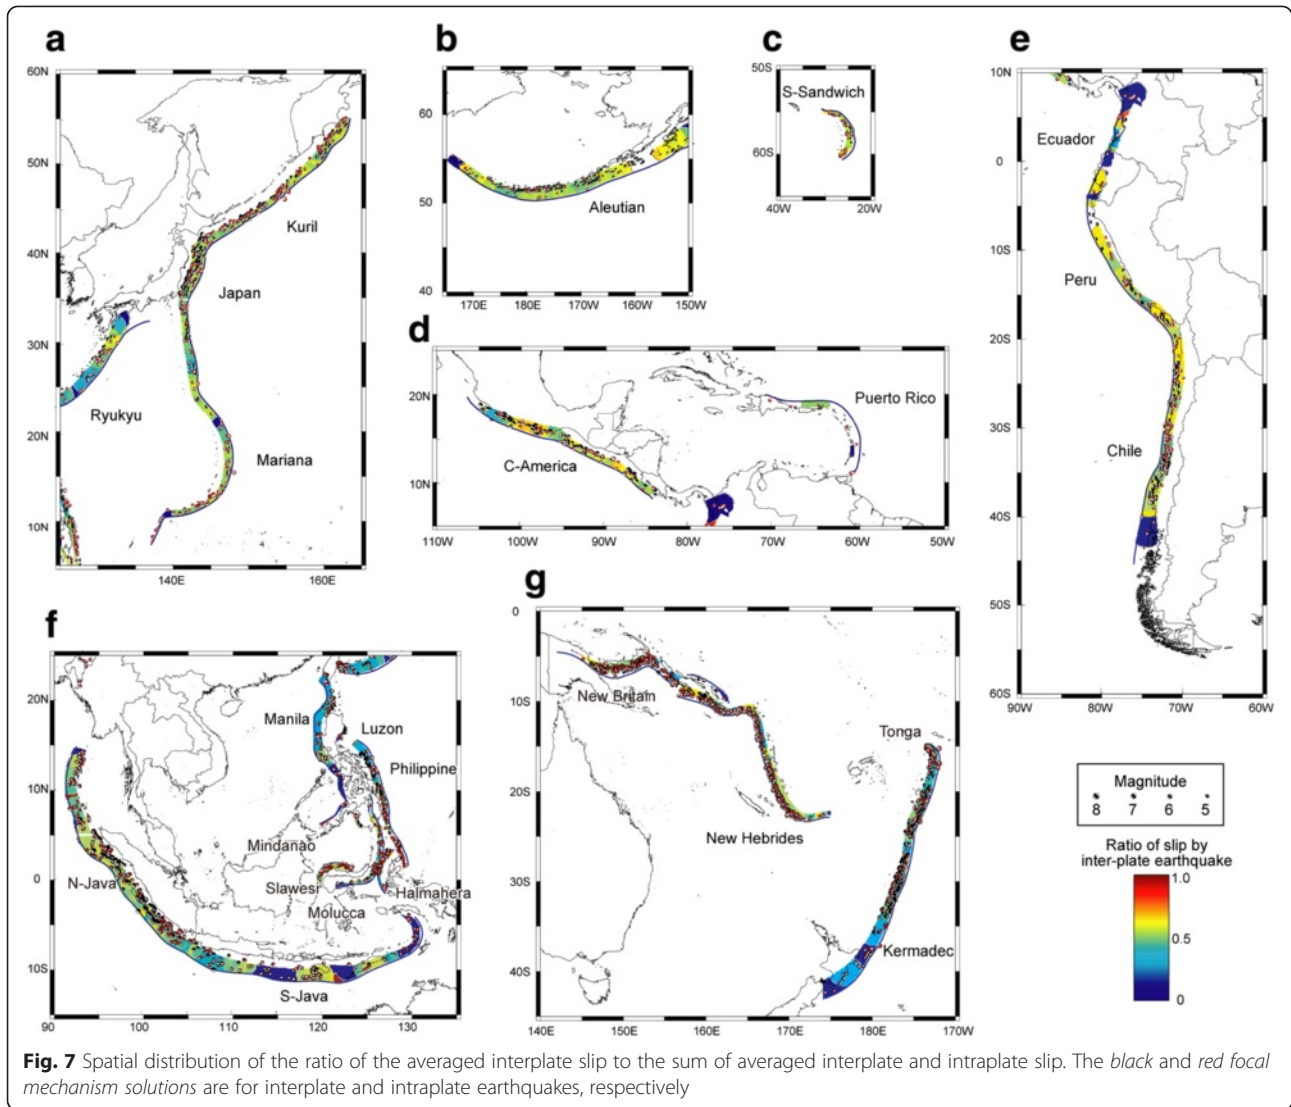 a
60N
50N
40N
30N
20N
10N
140E
160E
Kuril
Japan
Ryukyu
Mariana
b
60
50
40
170E
180E
170W
160W
150W
Aleutian
c
50S
60S
40W
20W
S-Sandwich
d
110W
100W
90W
80W
70W
60W
50W
20N
10N
Puerto Rico
C-America
e
10N
0
10S
20S
30S
40S
50S
60S
90W
80W
70W
60W
Ecuador
Peru
Chile
f
20N
10N
0
10S
90
100
110
120
130
Manila
Luzon
Philippine
Mindanao
N-Java
Slawesi
Halmahera
Molucca
S-Java
g
0
10S
20S
30S
40S
140E
150E
160E
170E
180E
170W
New Britain
Tonga
New Hebrides
Kermadec
Magnitude
8 7 6 5
Ratio of slip by
inter-plate earthquake
1.0
0.5
0
Fig. 7 Spatial distribution of the ratio of the averaged interplate slip to the sum of averaged interplate and intraplate slip. The black and red focal
mechanism solutions are for interplate and intraplate earthquakes, respectively